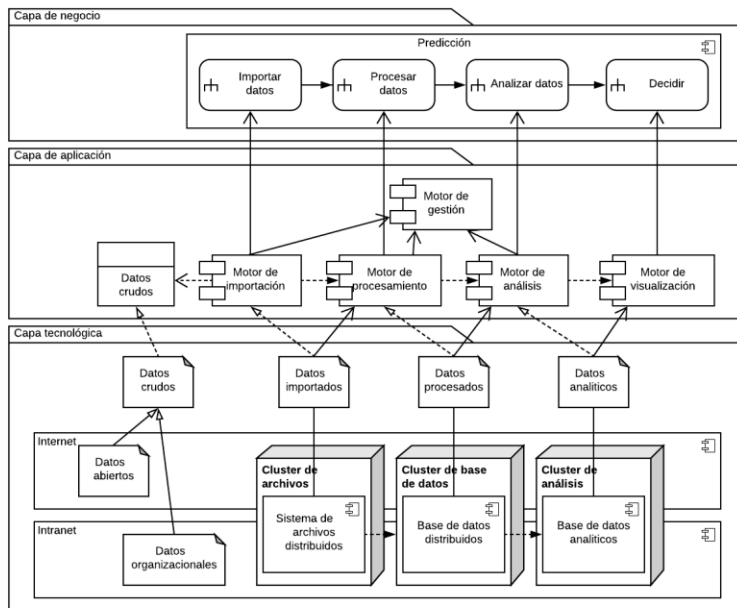 Capa de negocio
Predicción
Importar
datos
Procesar
datos
Analizar datos
Decidir
Capa de aplicación
Motor de
gestión
Datos
crudos
Motor de
importación
Motor de
procesamiento
Motor de
análisis
Motor de
visualización
Capa tecnológica
Datos
crudos
Datos
importados
Datos
procesados
Datos
analiticos
Internet
Datos
abiertos
Cluster de
archivos
Cluster de base
de datos
Cluster de
análisis
Intranet
Sistema de
archivos
distribuidos
Base de datos
distribuidos
Base de datos
analiticos
Datos
organizacionales